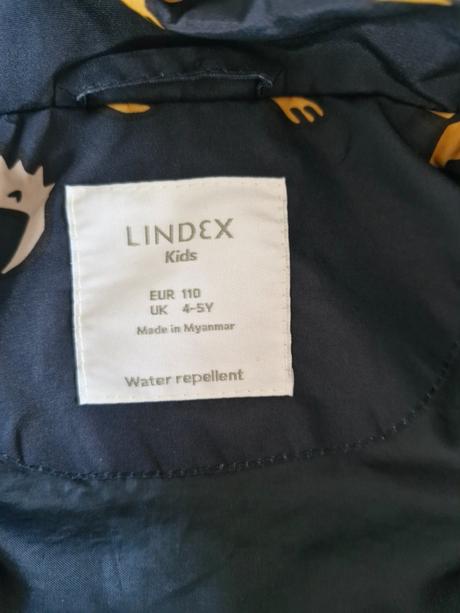 LINDEX
Kids
EUR 110
UK 4-5Y
Made in Myanmar
Water repellent